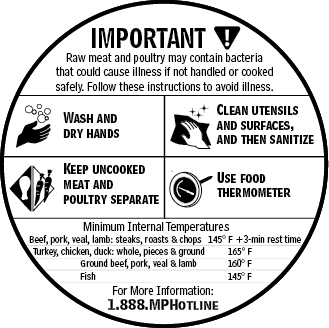 IMPORTANT
Raw meat and poultry may contain bacteria
that could cause illness if not handled or cooked
safely. Follow these instructions to avoid illness.
WASH AND
DRY HANDS
CLEAN UTENSILS
AND SURFACES,
AND THEN SANITIZE
KEEP UNCOOKED
MEAT AND
POULTRY SEPARATE
USE FOOD
THERMOMETER
Minimum Internal Temperatures
Beef, pork, veal, lamb: steaks, roasts & chops 145° F +3-min rest time
Turkey, chicken, duck: whole, pieces & ground 165° F
Ground beef, pork, veal & lamb 160° F
Fish 145° F
For More Information:
1.888.MPHOTLINE